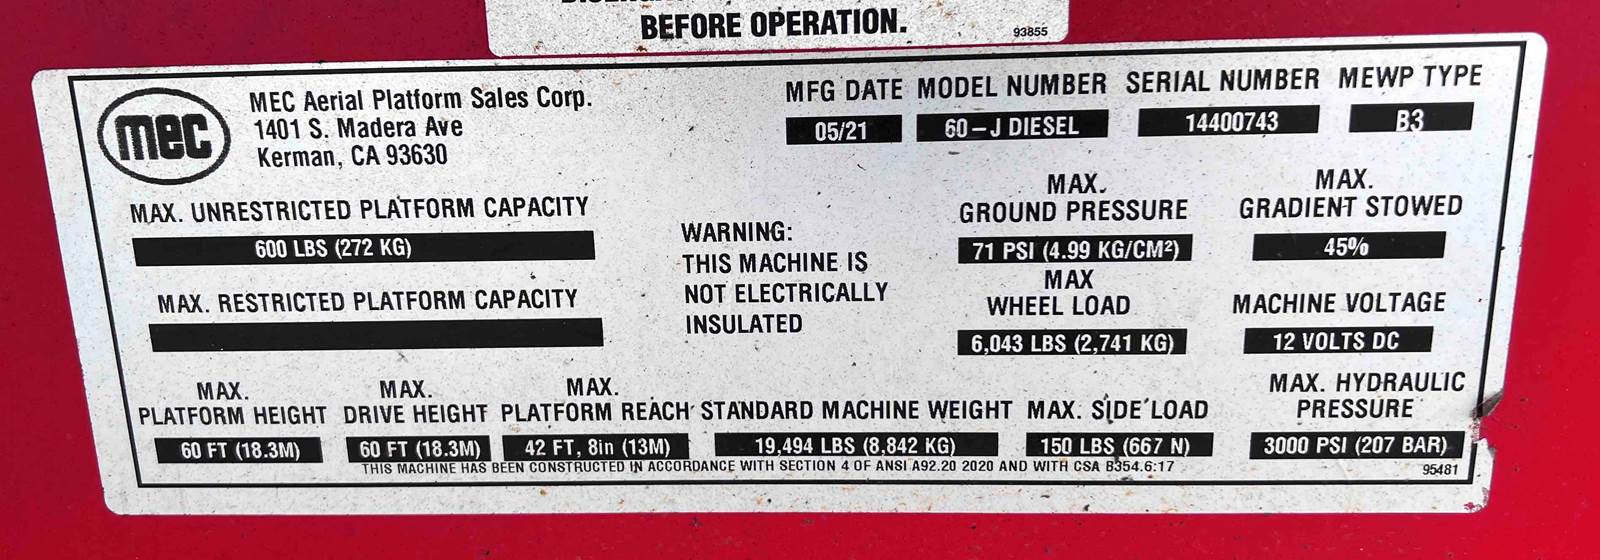 BEFORE OPERATION.
93855
mec
MEC Aerial Platform Sales Corp.
1401 S. Madera Ave
Kerman, CA 93630
MFG DATE
05/21
MODEL NUMBER
60-J DIESEL
SERIAL NUMBER
14400743
MEWP TYPE
B3
MAX. UNRESTRICTED PLATFORM CAPACITY
600 LBS (272 KG)
MAX. RESTRICTED PLATFORM CAPACITY
WARNING:
THIS MACHINE IS
NOT ELECTRICALLY
INSULATED
MAX.
GROUND PRESSURE
71 PSI (4.99 KG/CM²)
MAX
WHEEL LOAD
6,043 LBS (2,741 KG)
MAX.
GRADIENT STOWED
45%
MACHINE VOLTAGE
12 VOLTS DC
MAX.
PLATFORM HEIGHT
60 FT (18.3M)
MAX.
DRIVE HEIGHT
60 FT (18.3M)
MAX.
PLATFORM REACH
42 FT, 8in (13M)
STANDARD MACHINE WEIGHT
19,494 LBS (8,842 KG)
MAX. SIDE LOAD
150 LBS (667 N)
MAX. HYDRAULIC
PRESSURE
3000 PSI (207 BAR)
THIS MACHINE HAS BEEN CONSTRUCTED IN ACCORDANCE WITH SECTION 4 OF ANSI A92.20 2020 AND WITH CSA B354.6:17
95481